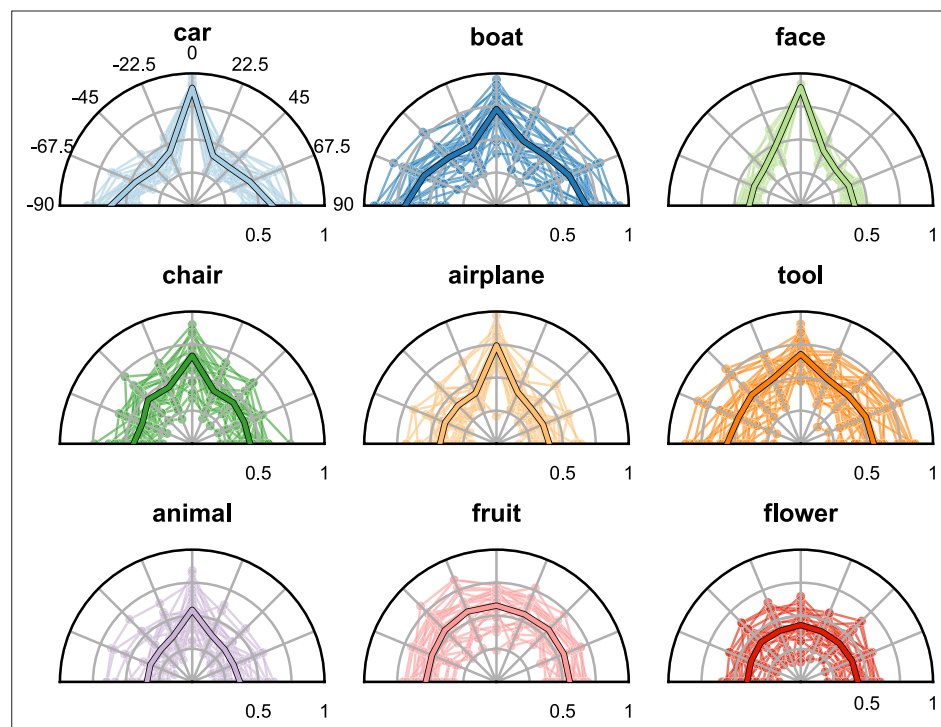 car boat face
0
-22.5 22.5
-45 45
-67.5 67.5
-90 90
0.5 1 0.5 1 0.5 1
chair airplane tool
0.5 1 0.5 1 0.5 1
animal fruit flower
0.5 1 0.5 1 0.5 1